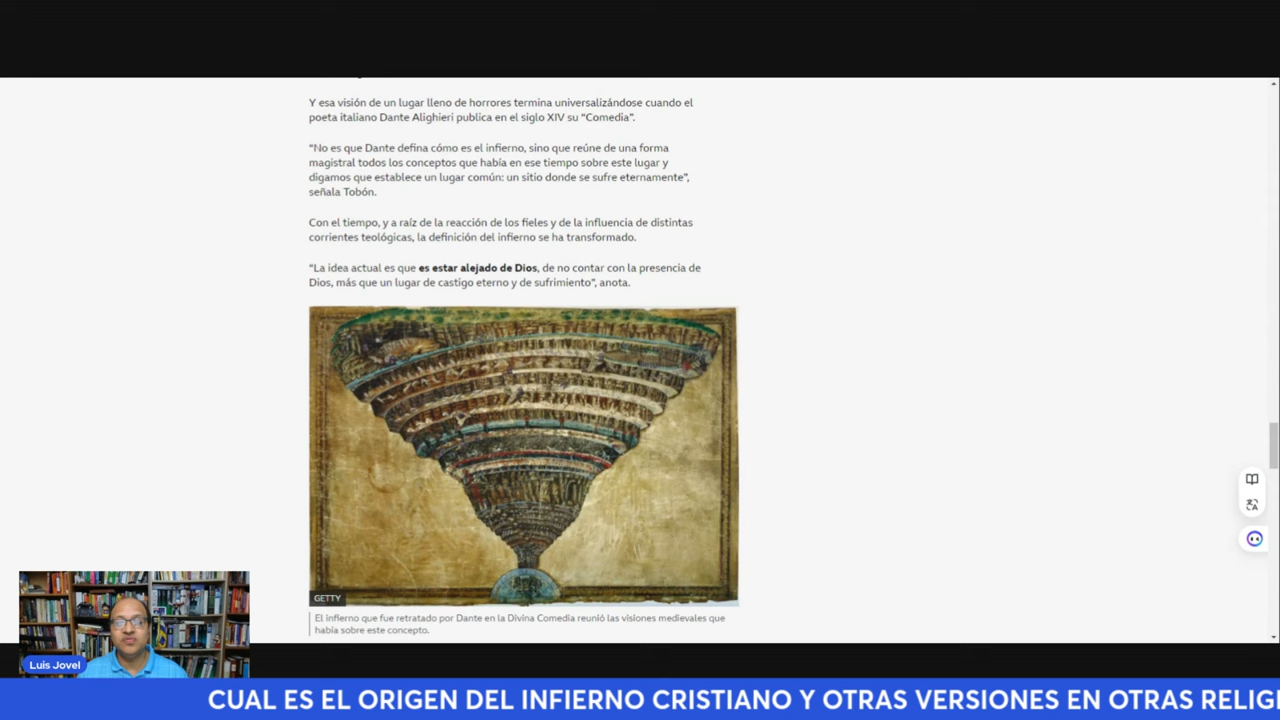 Y esa visión de un lugar lleno de horrores termina universalizándose cuando el
poeta italiano Dante Alighieri publica en el siglo XIV su “Comedia”.
“No es que Dante defina cómo es el infierno, sino que reúne de una forma
magistral todos los conceptos que había en ese tiempo sobre este lugar y
digamos que establece un lugar común: un sitio donde se sufre eternamente”,
señala Tobón.
Con el tiempo, y a raíz de la reacción de los fieles y de la influencia de distintas
corrientes teológicas, la definición del infierno se ha transformado.
“La idea actual es que es estar alejado de Dios, de no contar con la presencia de
Dios, más que un lugar de castigo eterno y de sufrimiento”, anota.
GETTY
El infierno que fue retratado por Dante en la Divina Comedia reunió las visiones medievales que
había sobre este concepto.
Luis Jovel
CUAL ES EL ORIGEN DEL INFIERNO CRISTIANO Y OTRAS VERSIONES EN OTRAS RELIG